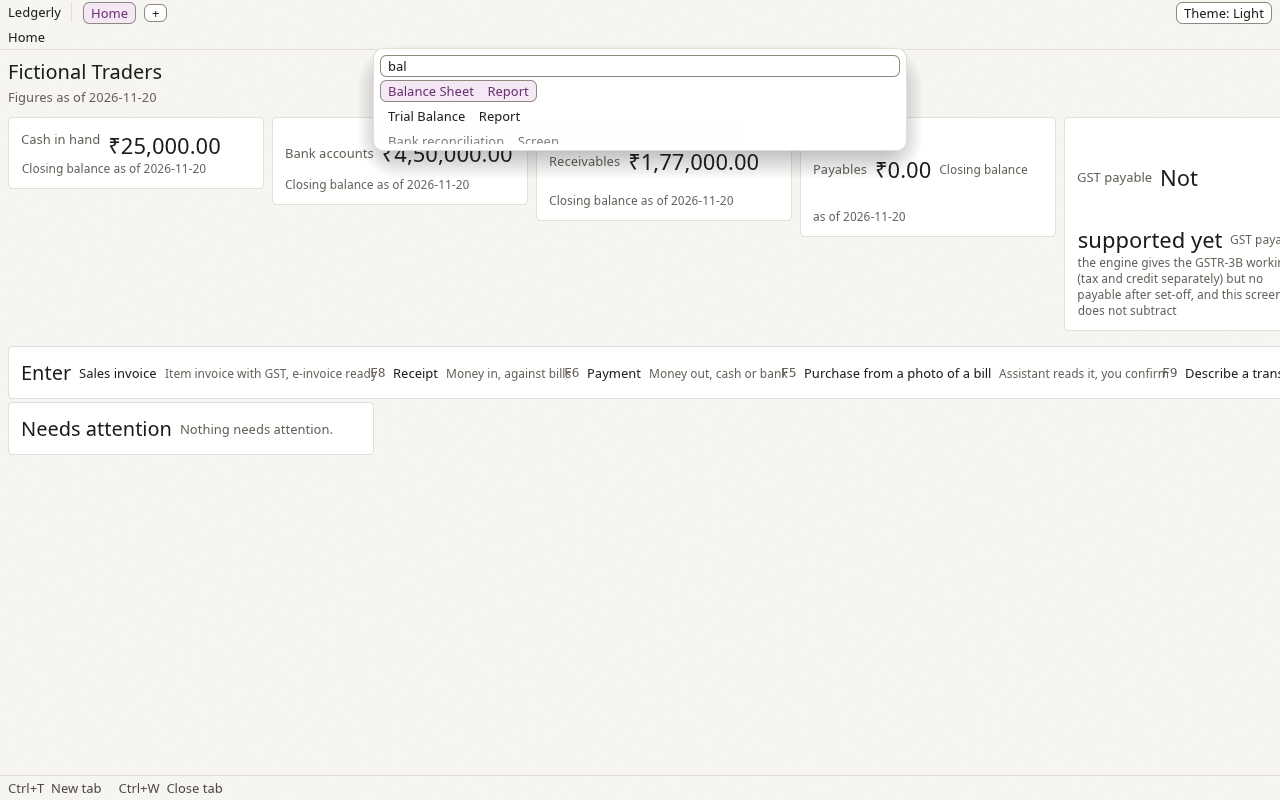 Ledgerly Home + Theme: Light
Home
bal
Balance Sheet Report
Trial Balance Report
Bank reconciliation Screen
Fictional Traders
Figures as of 2026-11-20
Cash in hand ₹25,000.00
Closing balance as of 2026-11-20
Bank accounts ₹4,50,000.00
Closing balance as of 2026-11-20
Receivables ₹1,77,000.00
Closing balance as of 2026-11-20
Payables ₹0.00 Closing balance
as of 2026-11-20
GST payable Not
supported yet GST paya
the engine gives the GSTR-3B workin
(tax and credit separately) but no
payable after set-off, and this screen
does not subtract
Enter Sales invoice Item invoice with GST, e-invoice ready F8 Receipt Money in, against bills F6 Payment Money out, cash or bank F5 Purchase from a photo of a bill Assistant reads it, you confirm F9 Describe a trans
Needs attention Nothing needs attention.
Ctrl+T New tab Ctrl+W Close tab